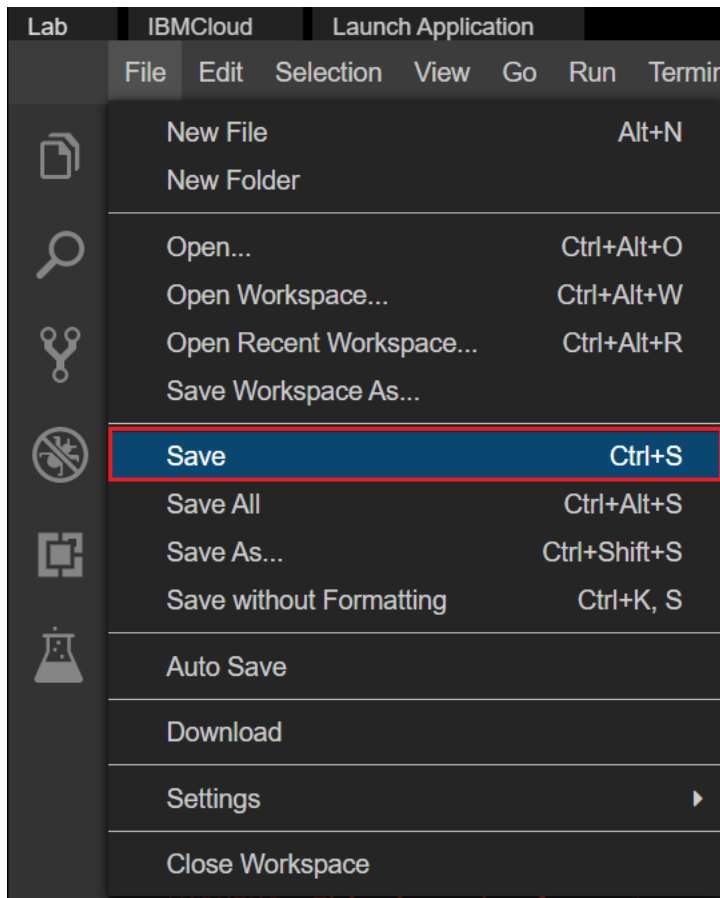 Lab IBMCloud Launch Application
File Edit Selection View Go Run
New File Alt+N
New Folder
Open... Ctrl+Alt+O
Open Workspace... Ctrl+Alt+W
Open Recent Workspace... Ctrl+Alt+R
Save Workspace As...
Save Ctrl+S
Save All Ctrl+Alt+S
Save As... Ctrl+Shift+S
Save without Formatting Ctrl+K, S
Auto Save
Download
Settings
Close Workspace